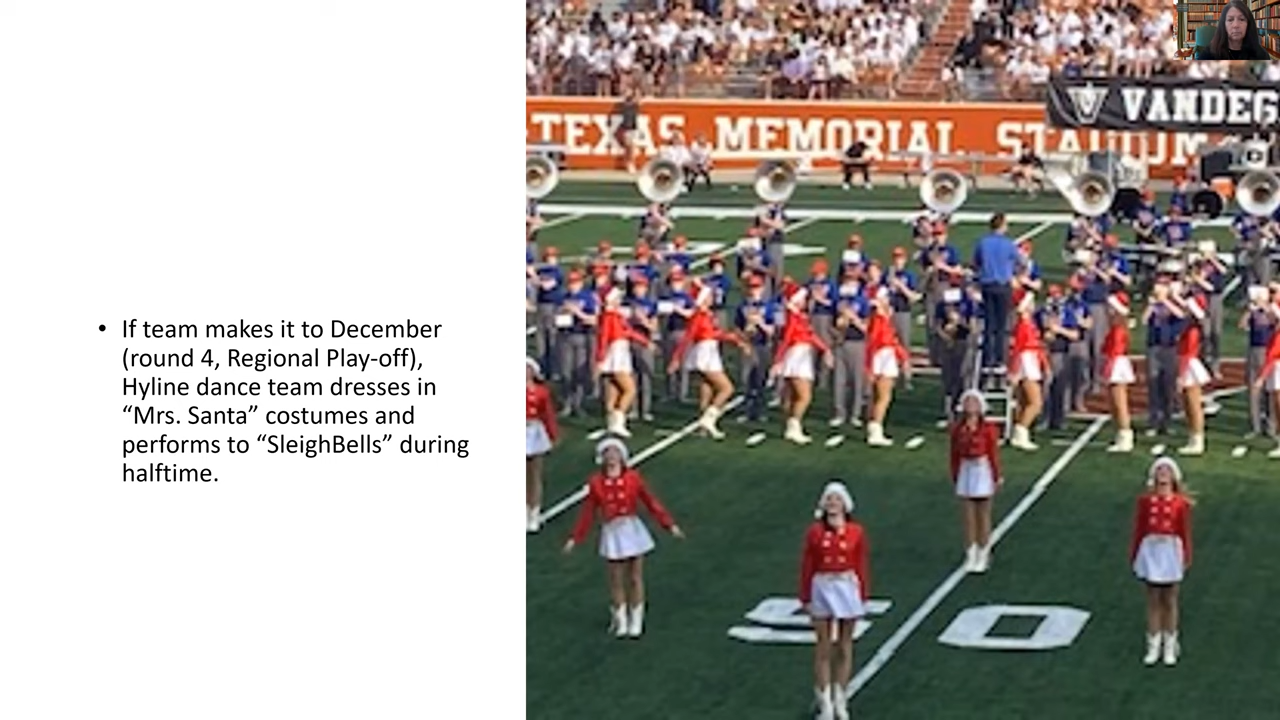 • If team makes it to December
(round 4, Regional Play-off),
Hyline dance team dresses in
“Mrs. Santa” costumes and
performs to “SleighBells” during
halftime.
V VANDEG
TEXAS MEMORIAL STADIUM
50